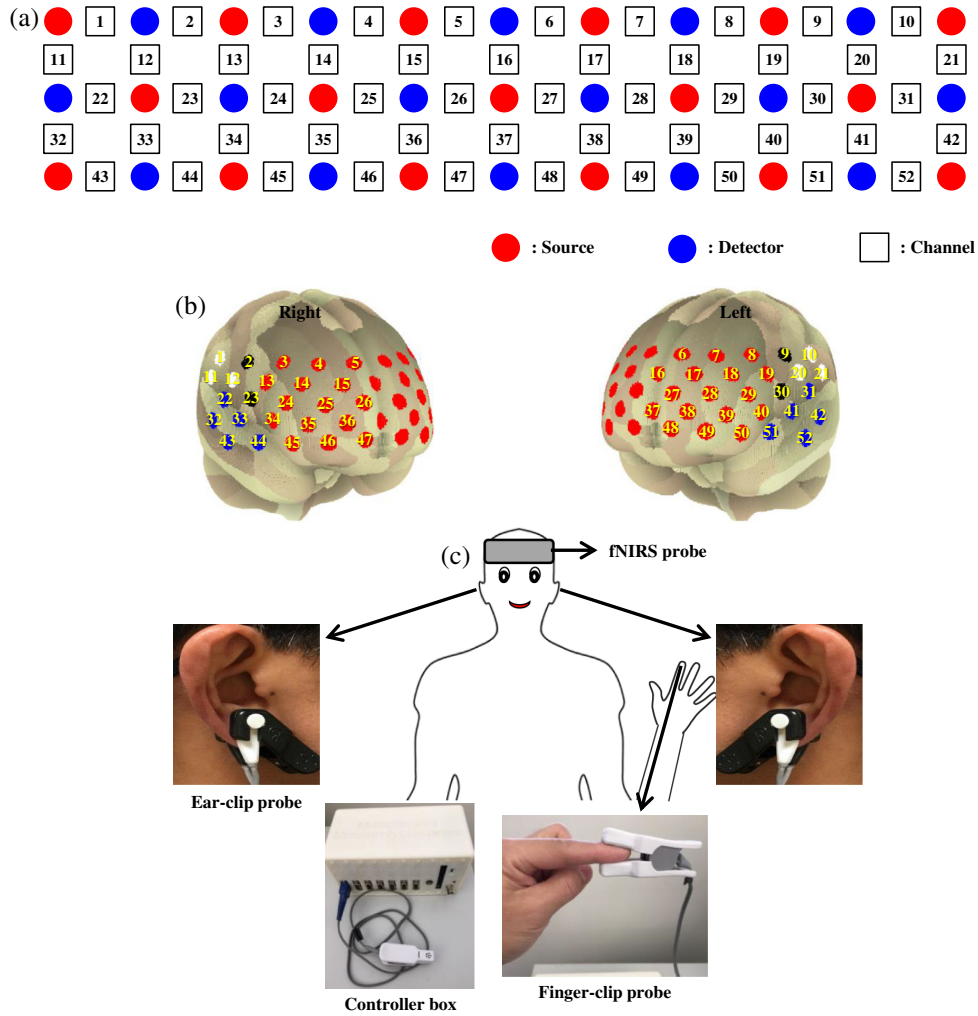 (a)
1 2 3 4 5 6 7 8 9 10
11 12 13 14 15 16 17 18 19 20 21
22 23 24 25 26 27 28 29 30 31
32 33 34 35 36 37 38 39 40 41 42
43 44 45 46 47 48 49 50 51 52
: Source : Detector : Channel
(b)
Right
1 2 3 4 5
11 12 13 14 15
22 23 24 25 26
32 33 34 35 36
43 44 45 46 47
Left
6 7 8 9 10
16 17 18 19 20 21
27 28 29 30 31
37 38 39 40 41 42
48 49 50 51 52
(c)
fNIRS probe
Ear-clip probe
Controller box
Finger-clip probe